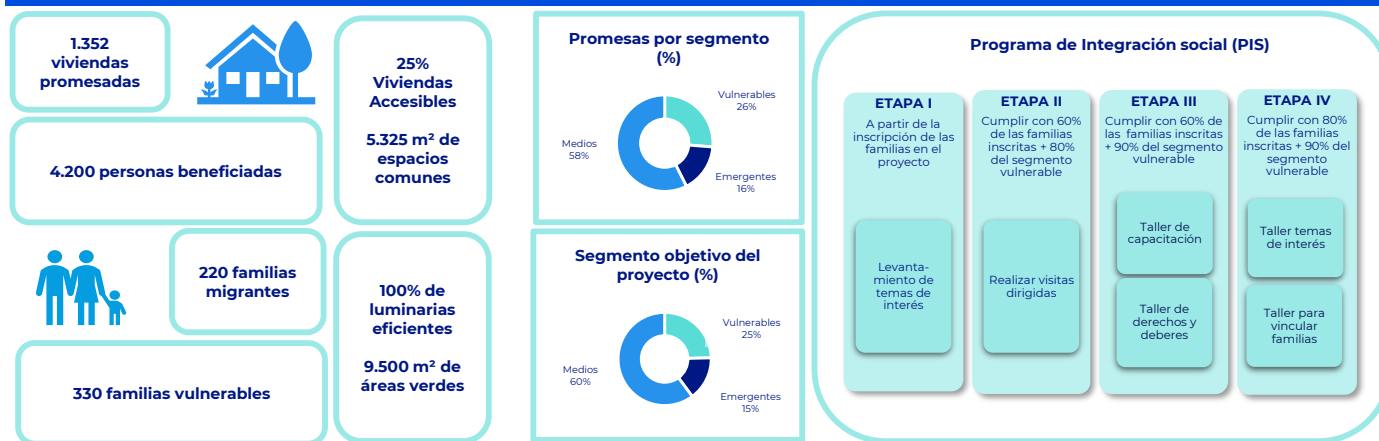 1.352
viviendas
promesadas
25%
Viviendas
Accesibles
5.325 m² de
espacios
comunes
4.200 personas beneficiadas
220 familias
migrantes
100% de
luminarias
eficientes
9.500 m² de
áreas verdes
330 familias vulnerables
Promesas por segmento
(%)
Vulnerables
26%
Medios
58%
Emergentes
16%
Segmento objetivo del
proyecto (%)
Vulnerables
25%
Medios
60%
Emergentes
15%
Programa de Integración social (PIS)
ETAPA I
A partir de la
inscripción de las
familias en el
proyecto
Levanta-
miento de
temas de
interés
ETAPA II
Cumplir con 60%
de las familias
inscritas + 80%
del segmento
vulnerable
Realizar visitas
dirigidas
ETAPA III
Cumplir con 60% de
las familias inscritas
+ 90% del segmento
vulnerable
Taller de
capacitación
Taller de
derechos y
deberes
ETAPA IV
Cumplir con 80%
de las familias
inscritas + 90% del
segmento
vulnerable
Taller temas
de interés
Taller para
vincular
familias